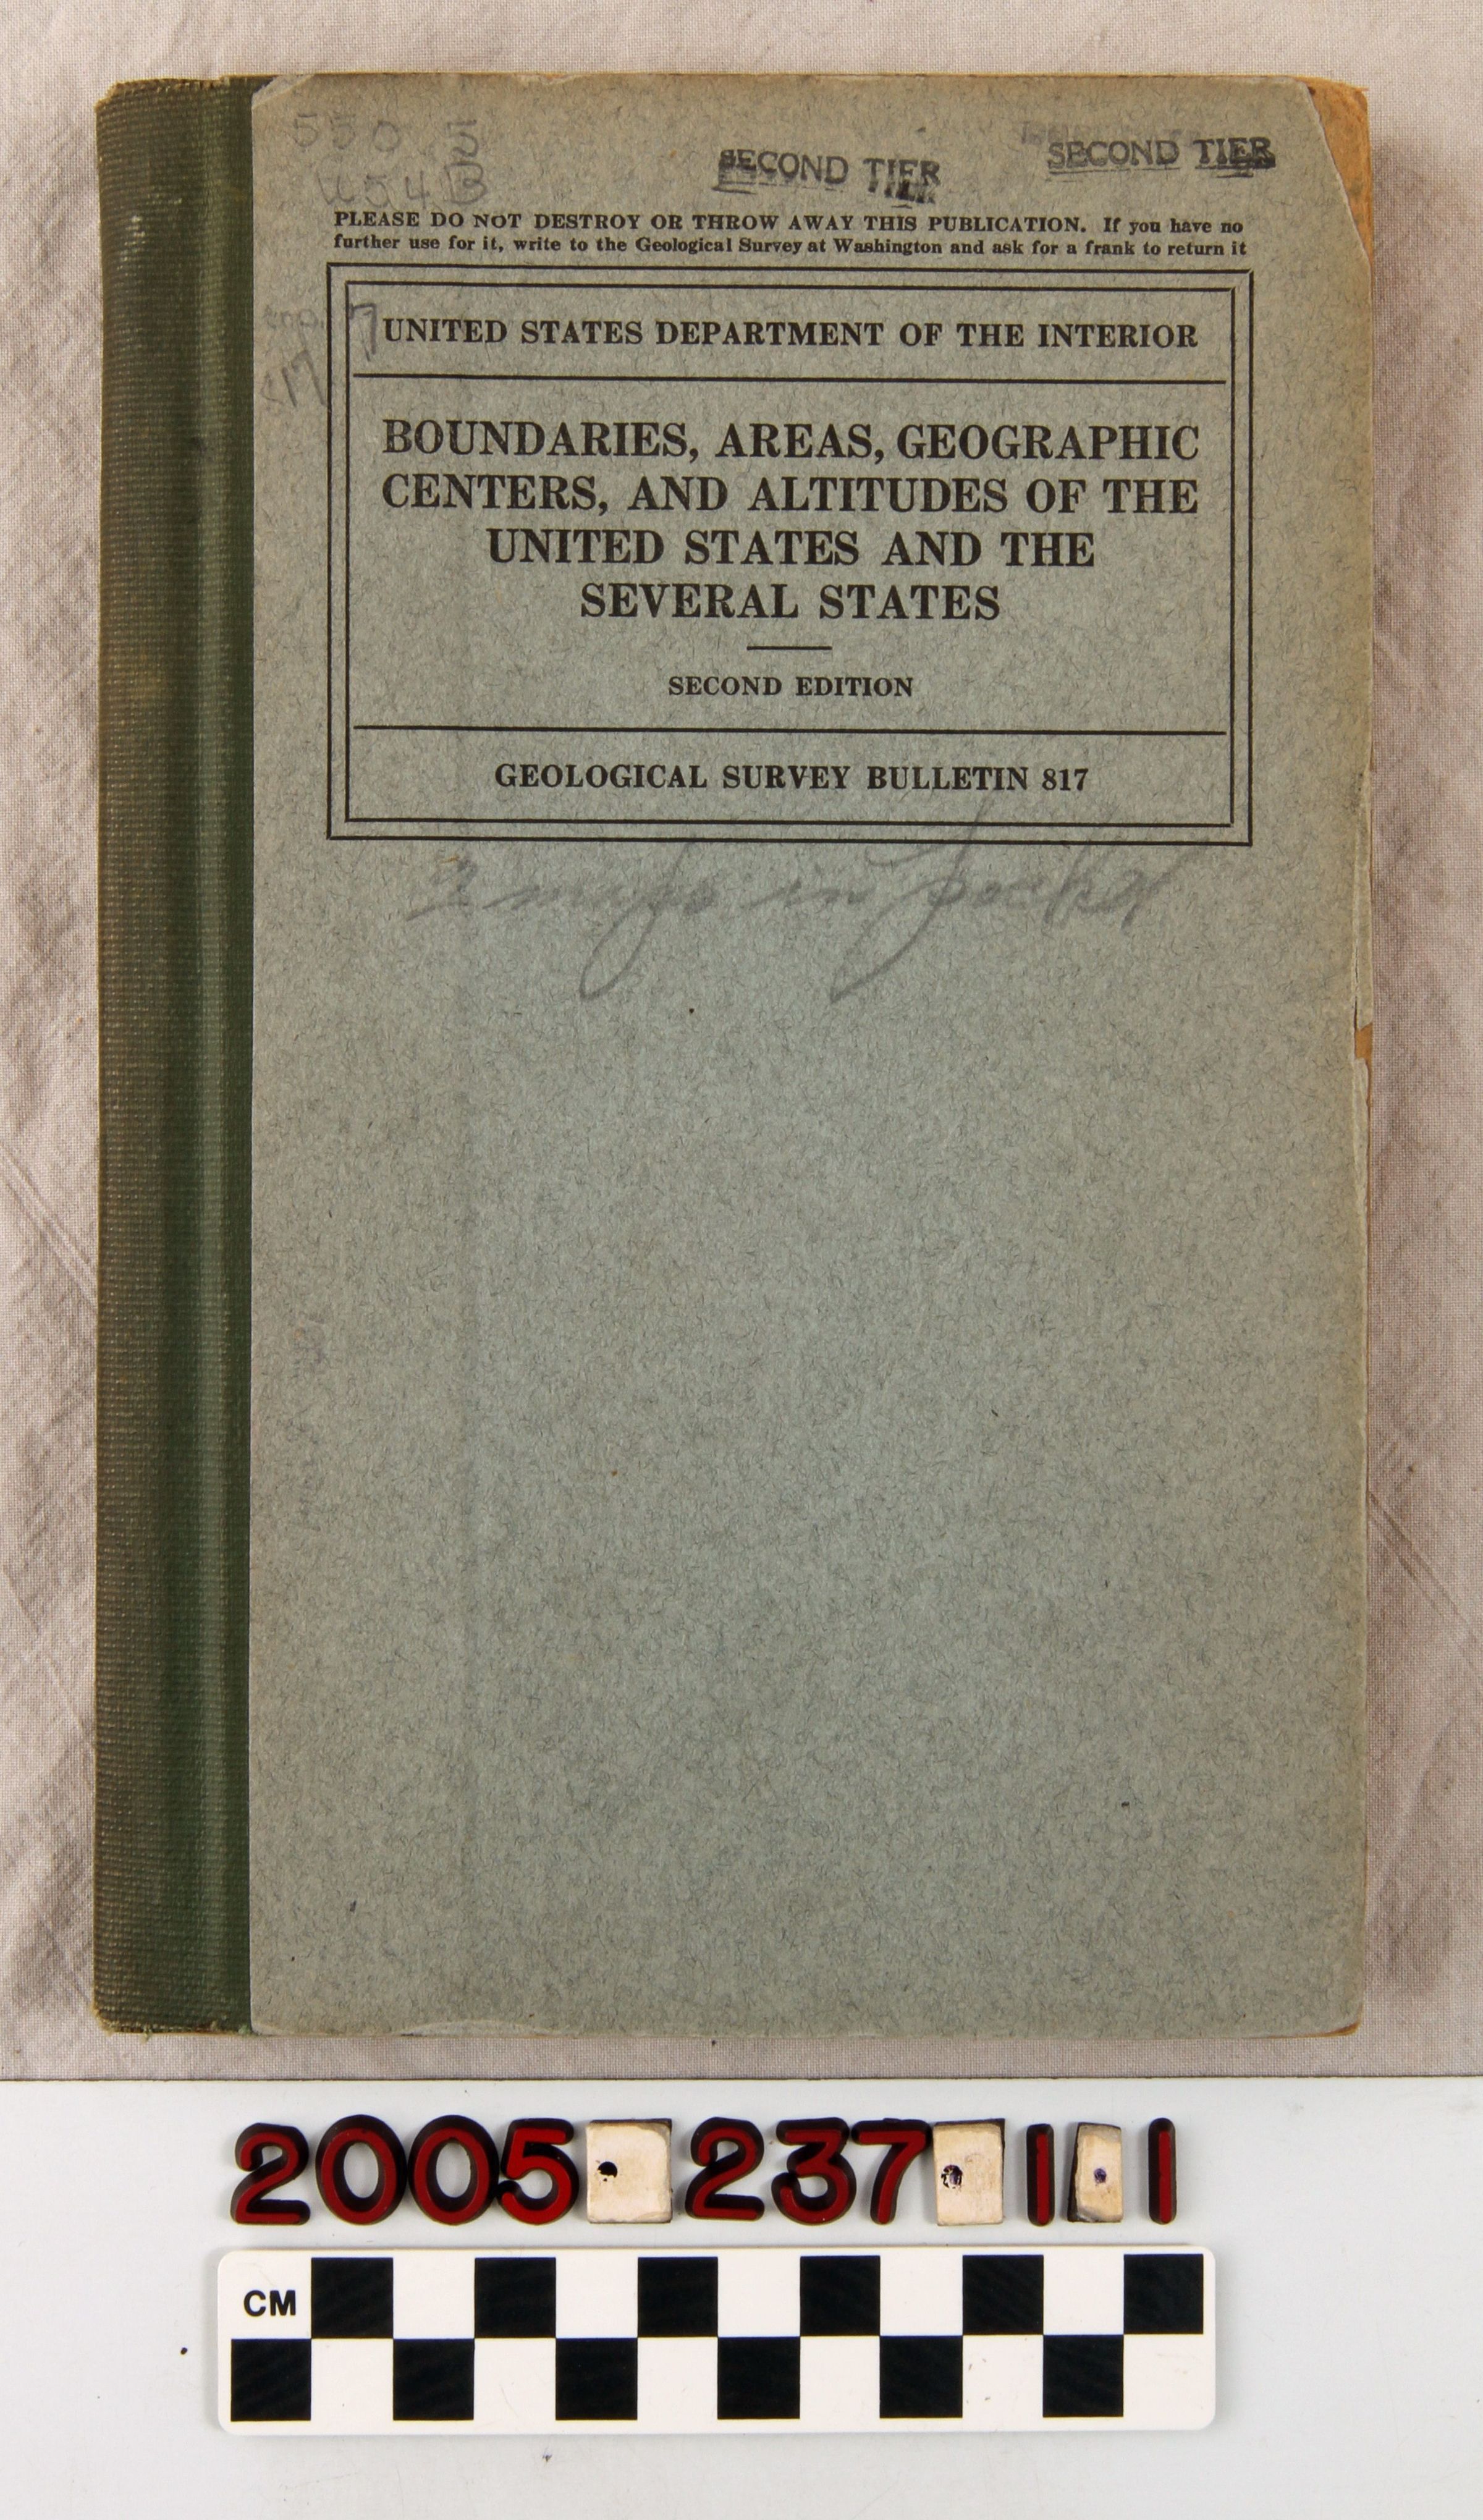 550.5
SECOND TIER
SECOND TIER
PLEASE DO NOT DESTROY OR THROW AWAY THIS PUBLICATION. If you have no
further use for it, write to the Geological Survey at Washington and ask for a frank to return it
UNITED STATES DEPARTMENT OF THE INTERIOR
817
BOUNDARIES, AREAS, GEOGRAPHIC
CENTERS, AND ALTITUDES OF THE
UNITED STATES AND THE
SEVERAL STATES
SECOND EDITION
GEOLOGICAL SURVEY BULLETIN 817
2 maps in pocket
2005.237.1.1
CM